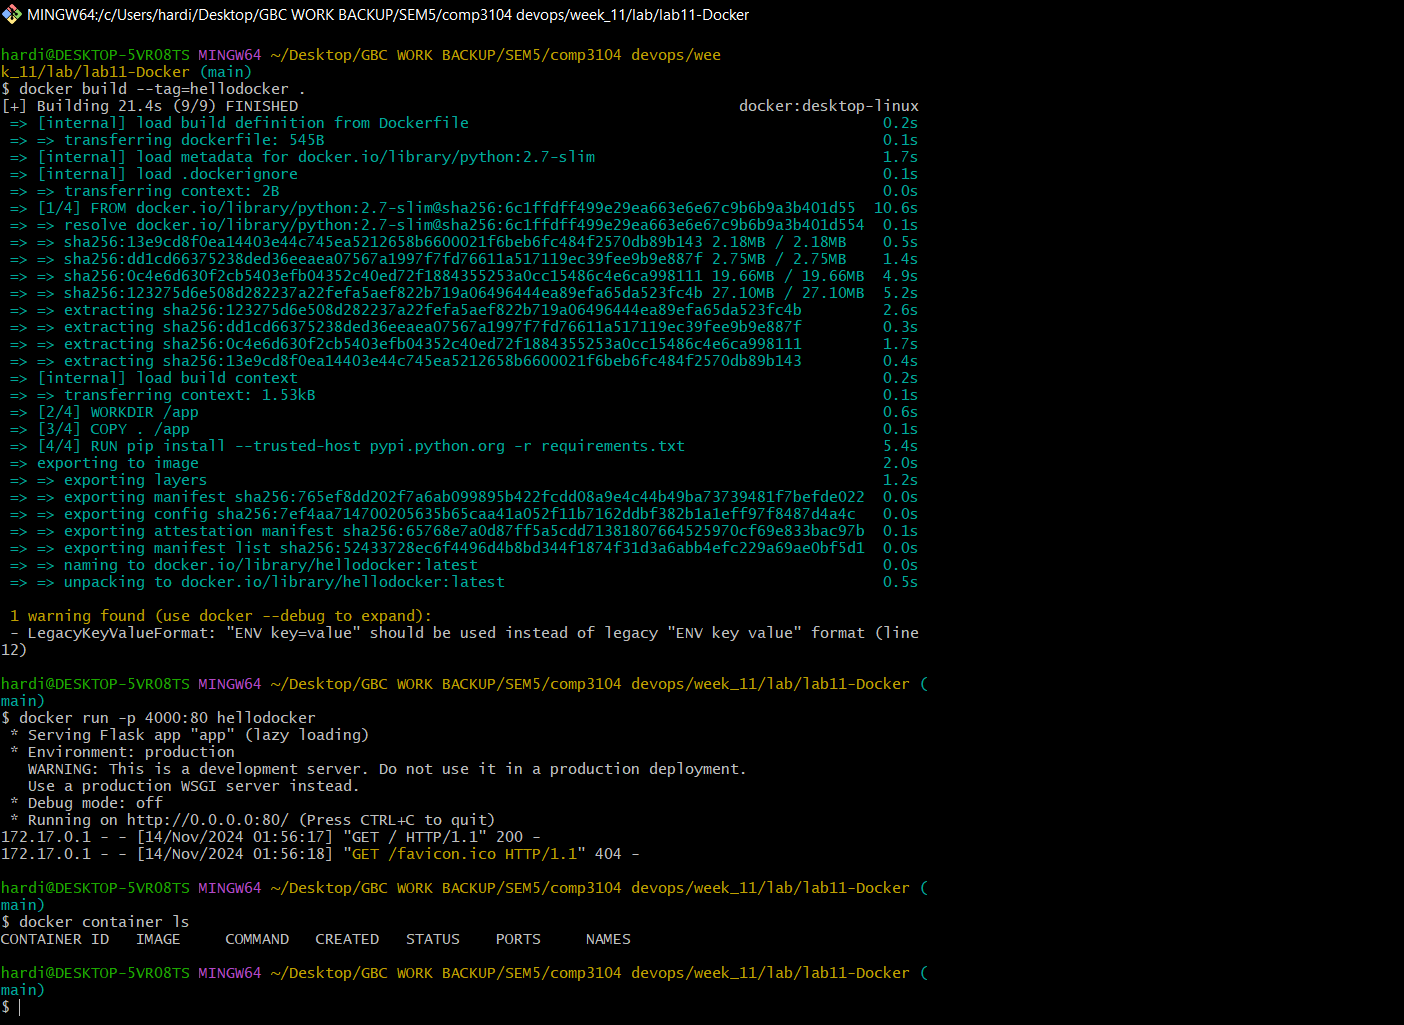 MINGW64:/c/Users/hardi/Desktop/GBC WORK BACKUP/SEM5/comp3104 devops/week_11/lab/lab11-Docker
hardi@DESKTOP-5VR08TS MINGW64 ~/Desktop/GBC WORK BACKUP/SEM5/comp3104 devops/wee
k_11/lab/lab11-Docker (main)
$ docker build --tag=hellodocker .
[+] Building 21.4s (9/9) FINISHED docker:desktop-linux
=> [internal] load build definition from Dockerfile 0.2s
=> => transferring dockerfile: 545B 0.1s
=> [internal] load metadata for docker.io/library/python:2.7-slim 1.7s
=> [internal] load .dockerignore 0.1s
=> => transferring context: 2B 0.0s
=> [1/4] FROM docker.io/library/python:2.7-slim@sha256:6c1ffdff499e29ea663e6e67c9b6b9a3b401d55 10.6s
=> => resolve docker.io/library/python:2.7-slim@sha256:6c1ffdff499e29ea663e6e67c9b6b9a3b401d554 0.1s
=> => sha256:13e9cd8f0ea14403e44c745ea5212658b6600021f6beb6fc484f2570db89b143 2.18MB / 2.18MB 0.5s
=> => sha256:dd1cd66375238ded36eeaea07567a1997f7fd76611a517119ec39fee9b9e887f 2.75MB / 2.75MB 1.4s
=> => sha256:0c4e6d630f2cb5403efb04352c40ed72f1884355253a0cc15486c4e6ca998111 19.66MB / 19.66MB 4.9s
=> => sha256:123275d6e508d282237a22fefa5aef822b719a06496444ea89efa65da523fc4b 27.10MB / 27.10MB 5.2s
=> => extracting sha256:123275d6e508d282237a22fefa5aef822b719a06496444ea89efa65da523fc4b 2.6s
=> => extracting sha256:dd1cd66375238ded36eeaea07567a1997f7fd76611a517119ec39fee9b9e887f 0.3s
=> => extracting sha256:0c4e6d630f2cb5403efb04352c40ed72f1884355253a0cc15486c4e6ca998111 1.7s
=> => extracting sha256:13e9cd8f0ea14403e44c745ea5212658b6600021f6beb6fc484f2570db89b143 0.4s
=> [internal] load build context 0.2s
=> => transferring context: 1.53kB 0.1s
=> [2/4] WORKDIR /app 0.6s
=> [3/4] COPY . /app 0.1s
=> [4/4] RUN pip install --trusted-host pypi.python.org -r requirements.txt 5.4s
=> exporting to image 2.0s
=> => exporting layers 1.2s
=> => exporting manifest sha256:765ef8dd202f7a6ab099895b422fcdd08a9e4c44b49ba73739481f7befde022 0.0s
=> => exporting config sha256:7ef4aa714700205635b65caa41a052f11b7162ddbf382b1a1eff97f8487d4a4c 0.0s
=> => exporting attestation manifest sha256:65768e7a0d87ff5a5cdd71381807664525970cf69e833bac97b 0.1s
=> => exporting manifest list sha256:52433728ec6f4496d4b8bd344f1874f31d3a6abb4efc229a69ae0bf5d1 0.0s
=> => naming to docker.io/library/hellodocker:latest 0.0s
=> => unpacking to docker.io/library/hellodocker:latest 0.5s
1 warning found (use docker --debug to expand):
- LegacyKeyValueFormat: "ENV key=value" should be used instead of legacy "ENV key value" format (line
12)
hardi@DESKTOP-5VR08TS MINGW64 ~/Desktop/GBC WORK BACKUP/SEM5/comp3104 devops/week_11/lab/lab11-Docker (
main)
$ docker run -p 4000:80 hellodocker
* Serving Flask app "app" (lazy loading)
* Environment: production
WARNING: This is a development server. Do not use it in a production deployment.
Use a production WSGI server instead.
* Debug mode: off
* Running on http://0.0.0.0:80/ (Press CTRL+C to quit)
172.17.0.1 - - [14/Nov/2024 01:56:17] "GET / HTTP/1.1" 200 -
172.17.0.1 - - [14/Nov/2024 01:56:18] "GET /favicon.ico HTTP/1.1" 404 -
hardi@DESKTOP-5VR08TS MINGW64 ~/Desktop/GBC WORK BACKUP/SEM5/comp3104 devops/week_11/lab/lab11-Docker (
main)
$ docker container ls
CONTAINER ID IMAGE COMMAND CREATED STATUS PORTS NAMES
hardi@DESKTOP-5VR08TS MINGW64 ~/Desktop/GBC WORK BACKUP/SEM5/comp3104 devops/week_11/lab/lab11-Docker (
main)
$